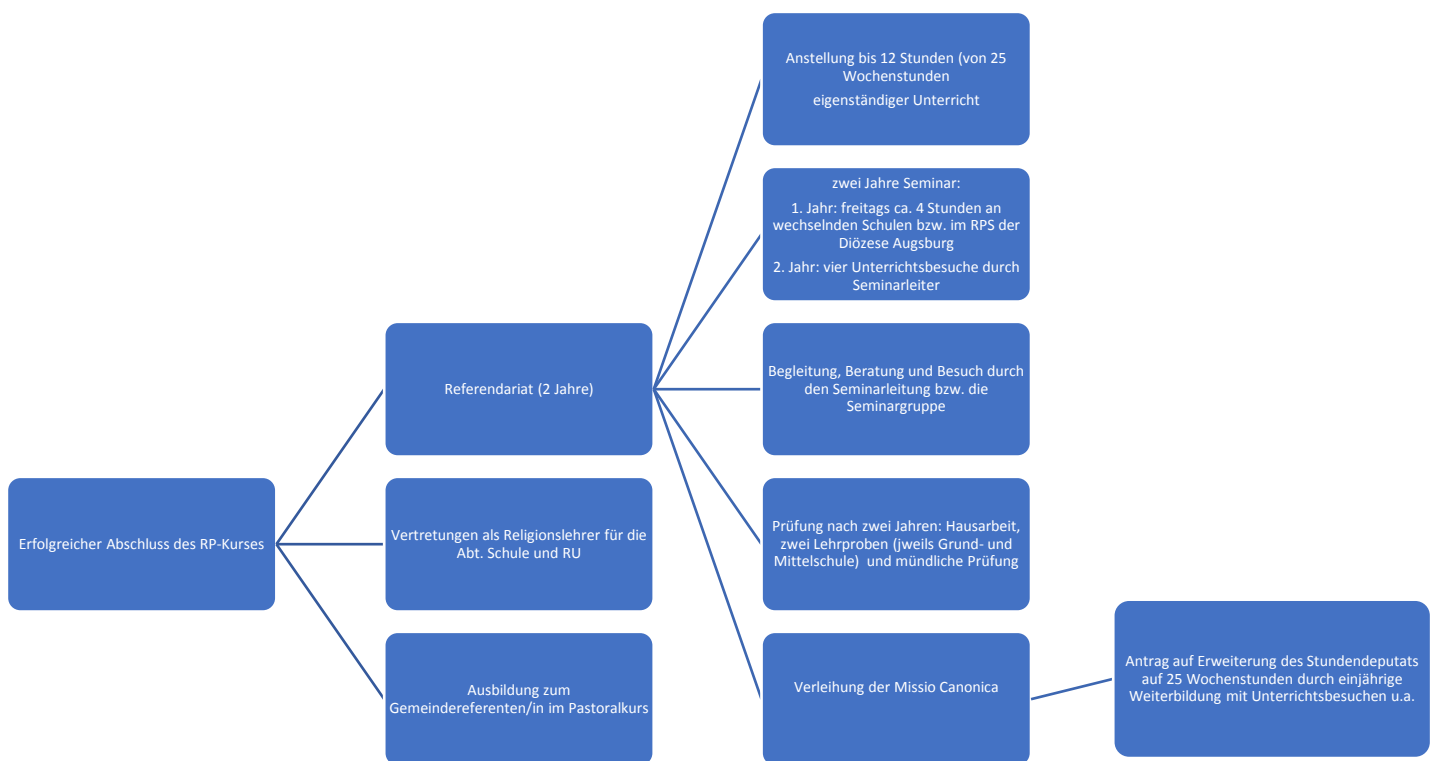 Erfolgreicher Abschluss des RP-Kurses
Referendariat (2 Jahre)
Anstellung bis 12 Stunden (von 25
Wochenstunden
eigenständiger Unterricht
zwei Jahre Seminar:
1. Jahr: freitags ca. 4 Stunden an
wechselnden Schulen bzw. im RPS der
Diözese Augsburg
2. Jahr: vier Unterrichtsbesuche durch
Seminarleiter
Begleitung, Beratung und Besuch durch
den Seminarleitung bzw. die
Seminargruppe
Prüfung nach zwei Jahren: Hausarbeit,
zwei Lehrproben (jweils Grund- und
Mittelschule) und mündliche Prüfung
Verleihung der Missio Canonica
Antrag auf Erweiterung des Stundendeputats
auf 25 Wochenstunden durch einjährige
Weiterbildung mit Unterrichtsbesuchen u.a.
Vertretungen als Religionslehrer für die
Abt. Schule und RU
Ausbildung zum
Gemeindereferenten/in im Pastoralkurs